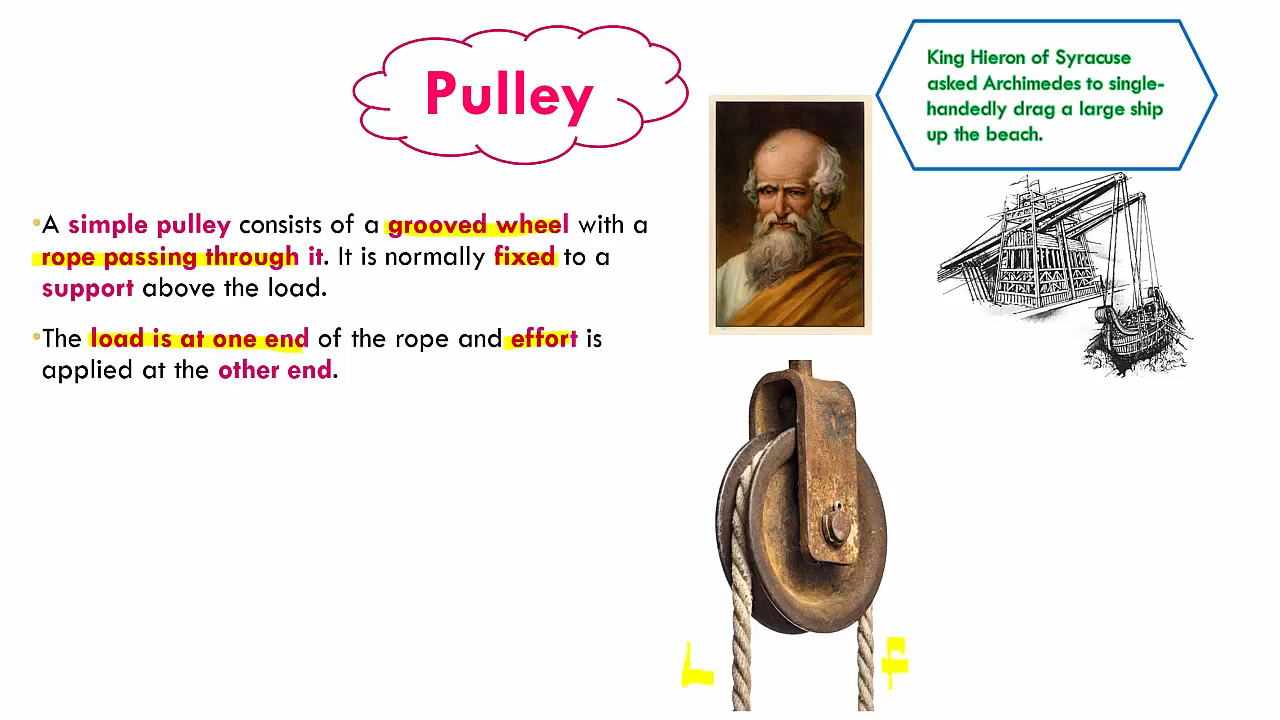 Pulley
King Hieron of Syracuse
asked Archimedes to single-
handedly drag a large ship
up the beach.
•A simple pulley consists of a grooved wheel with a
rope passing through it. It is normally fixed to a
support above the load.
•The load is at one end of the rope and effort is
applied at the other end.
L